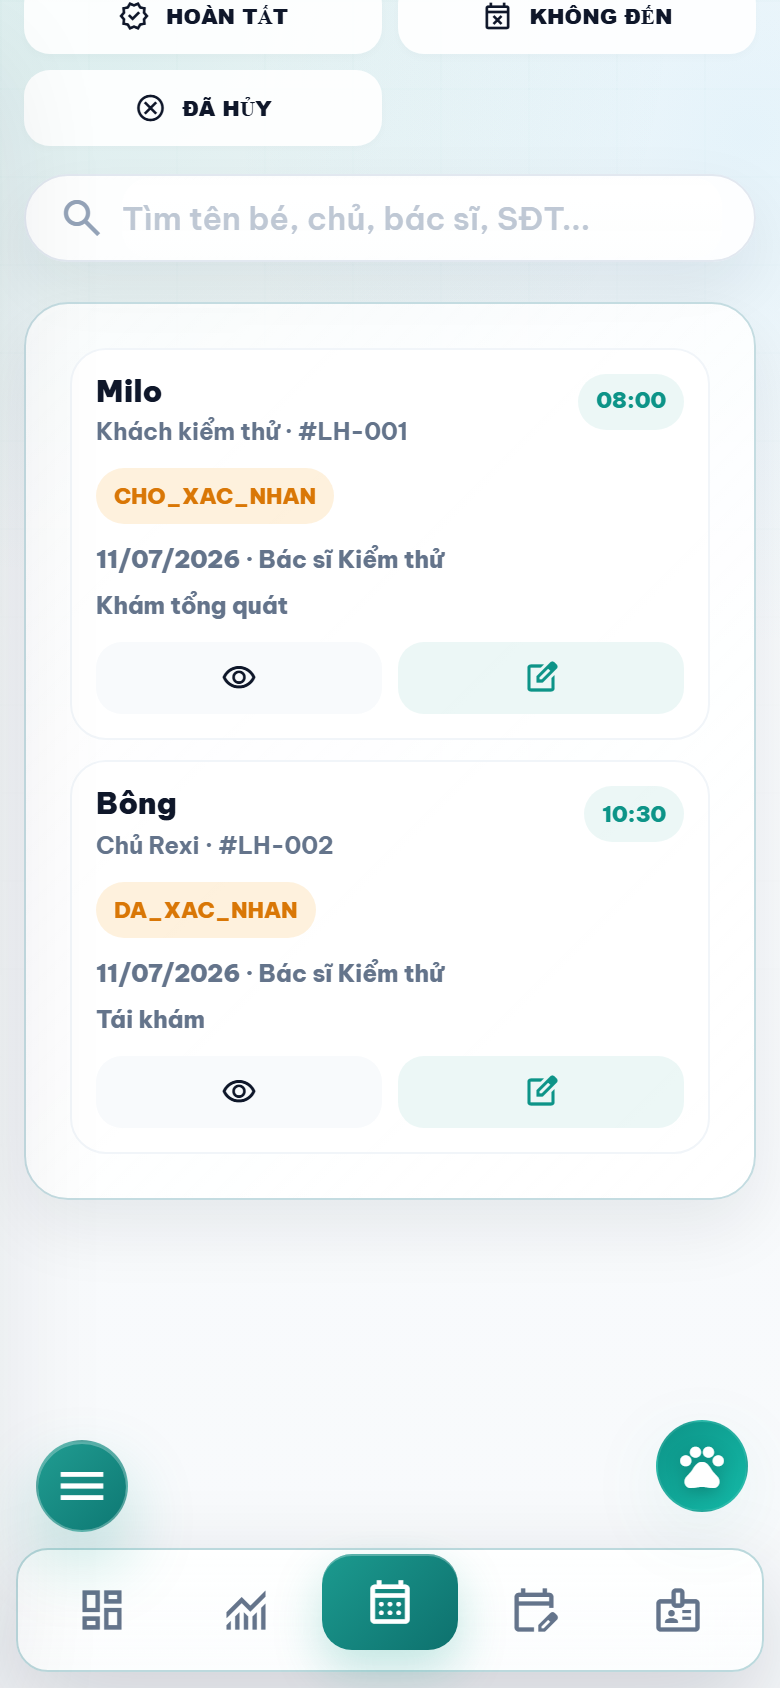 HOÀN TẤT
KHÔNG ĐẾN
ĐÃ HỦY
Tìm tên bé, chủ, bác sĩ, SĐT...
Milo
08:00
Khách kiểm thử · #LH-001
CHO_XAC_NHAN
11/07/2026 · Bác sĩ Kiểm thử
Khám tổng quát
Bông
10:30
Chủ Rexi · #LH-002
DA_XAC_NHAN
11/07/2026 · Bác sĩ Kiểm thử
Tái khám